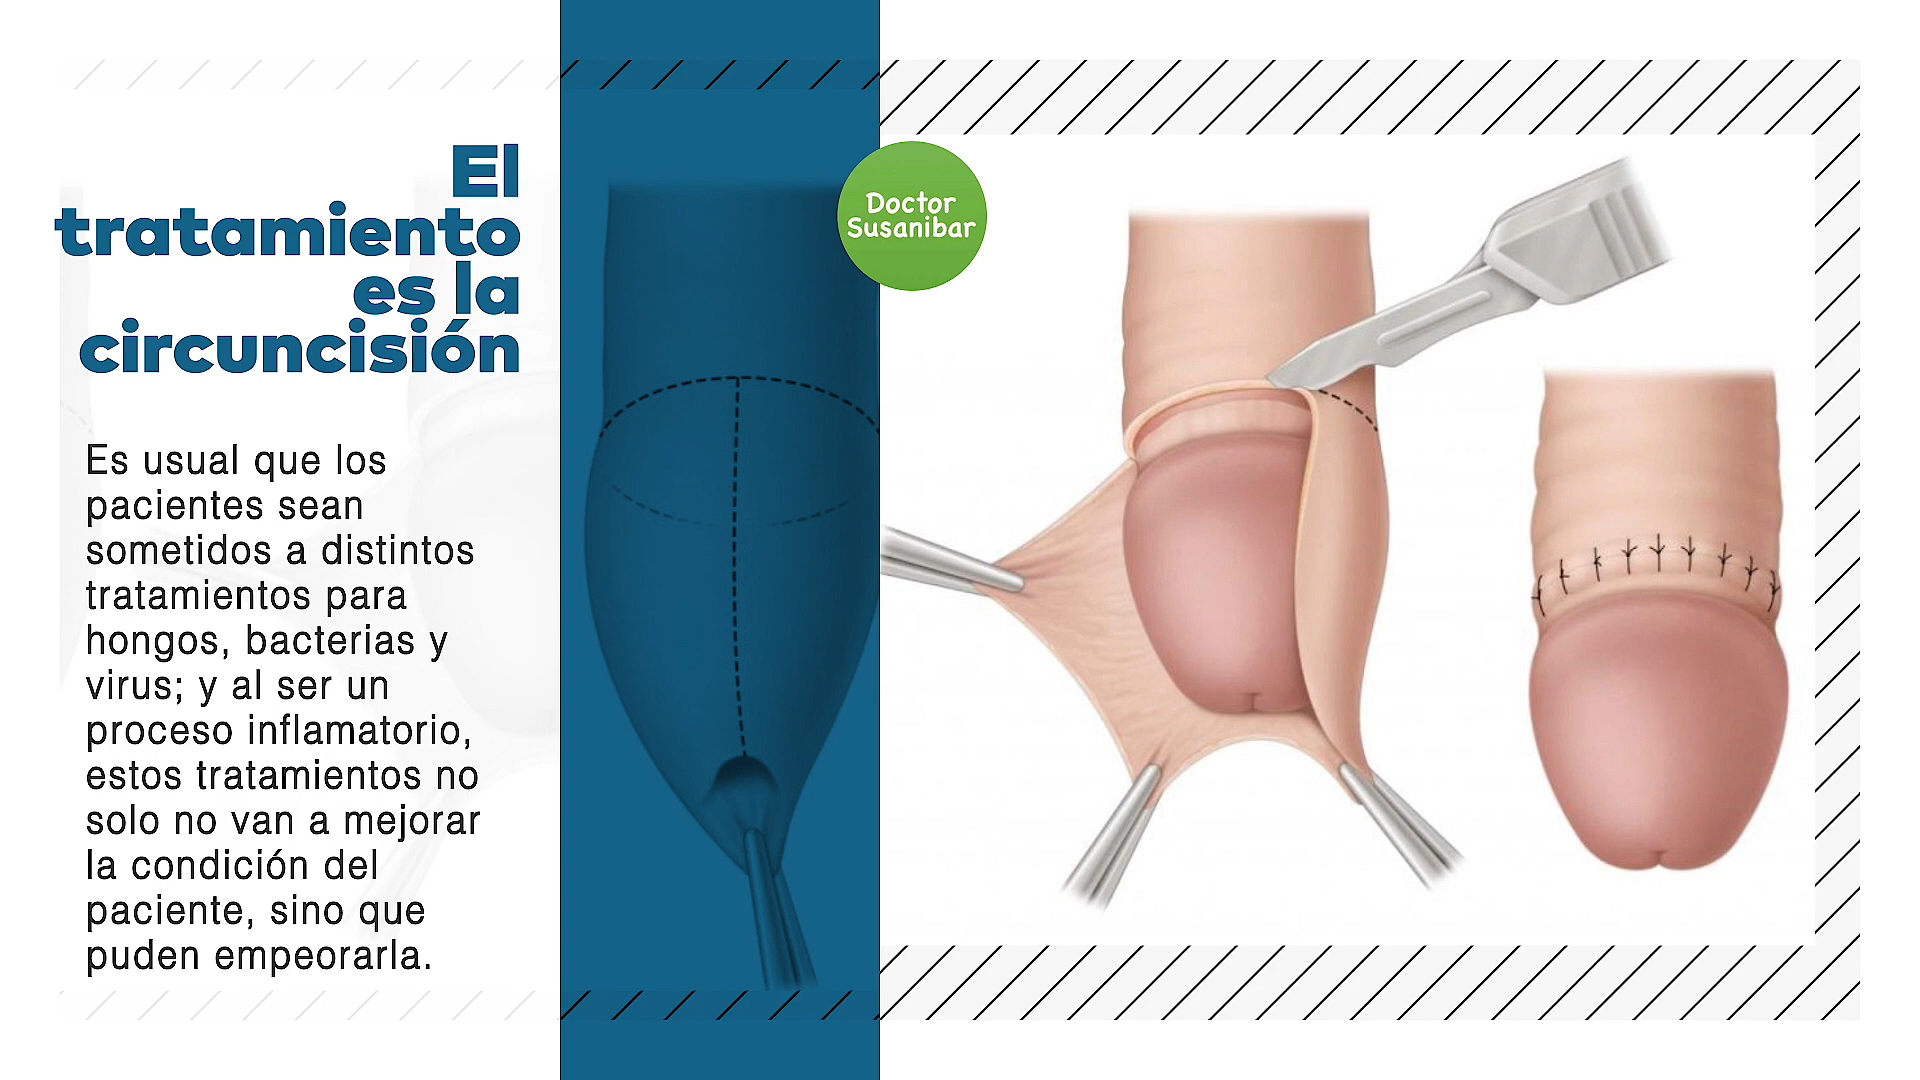 El
tratamiento
es la
circuncisión
Es usual que los
pacientes sean
sometidos a distintos
tratamientos para
hongos, bacterias y
virus; y al ser un
proceso inflamatorio,
estos tratamientos no
solo no van a mejorar
la condición del
paciente, sino que
puden empeorarla.
Doctor
Susanibar